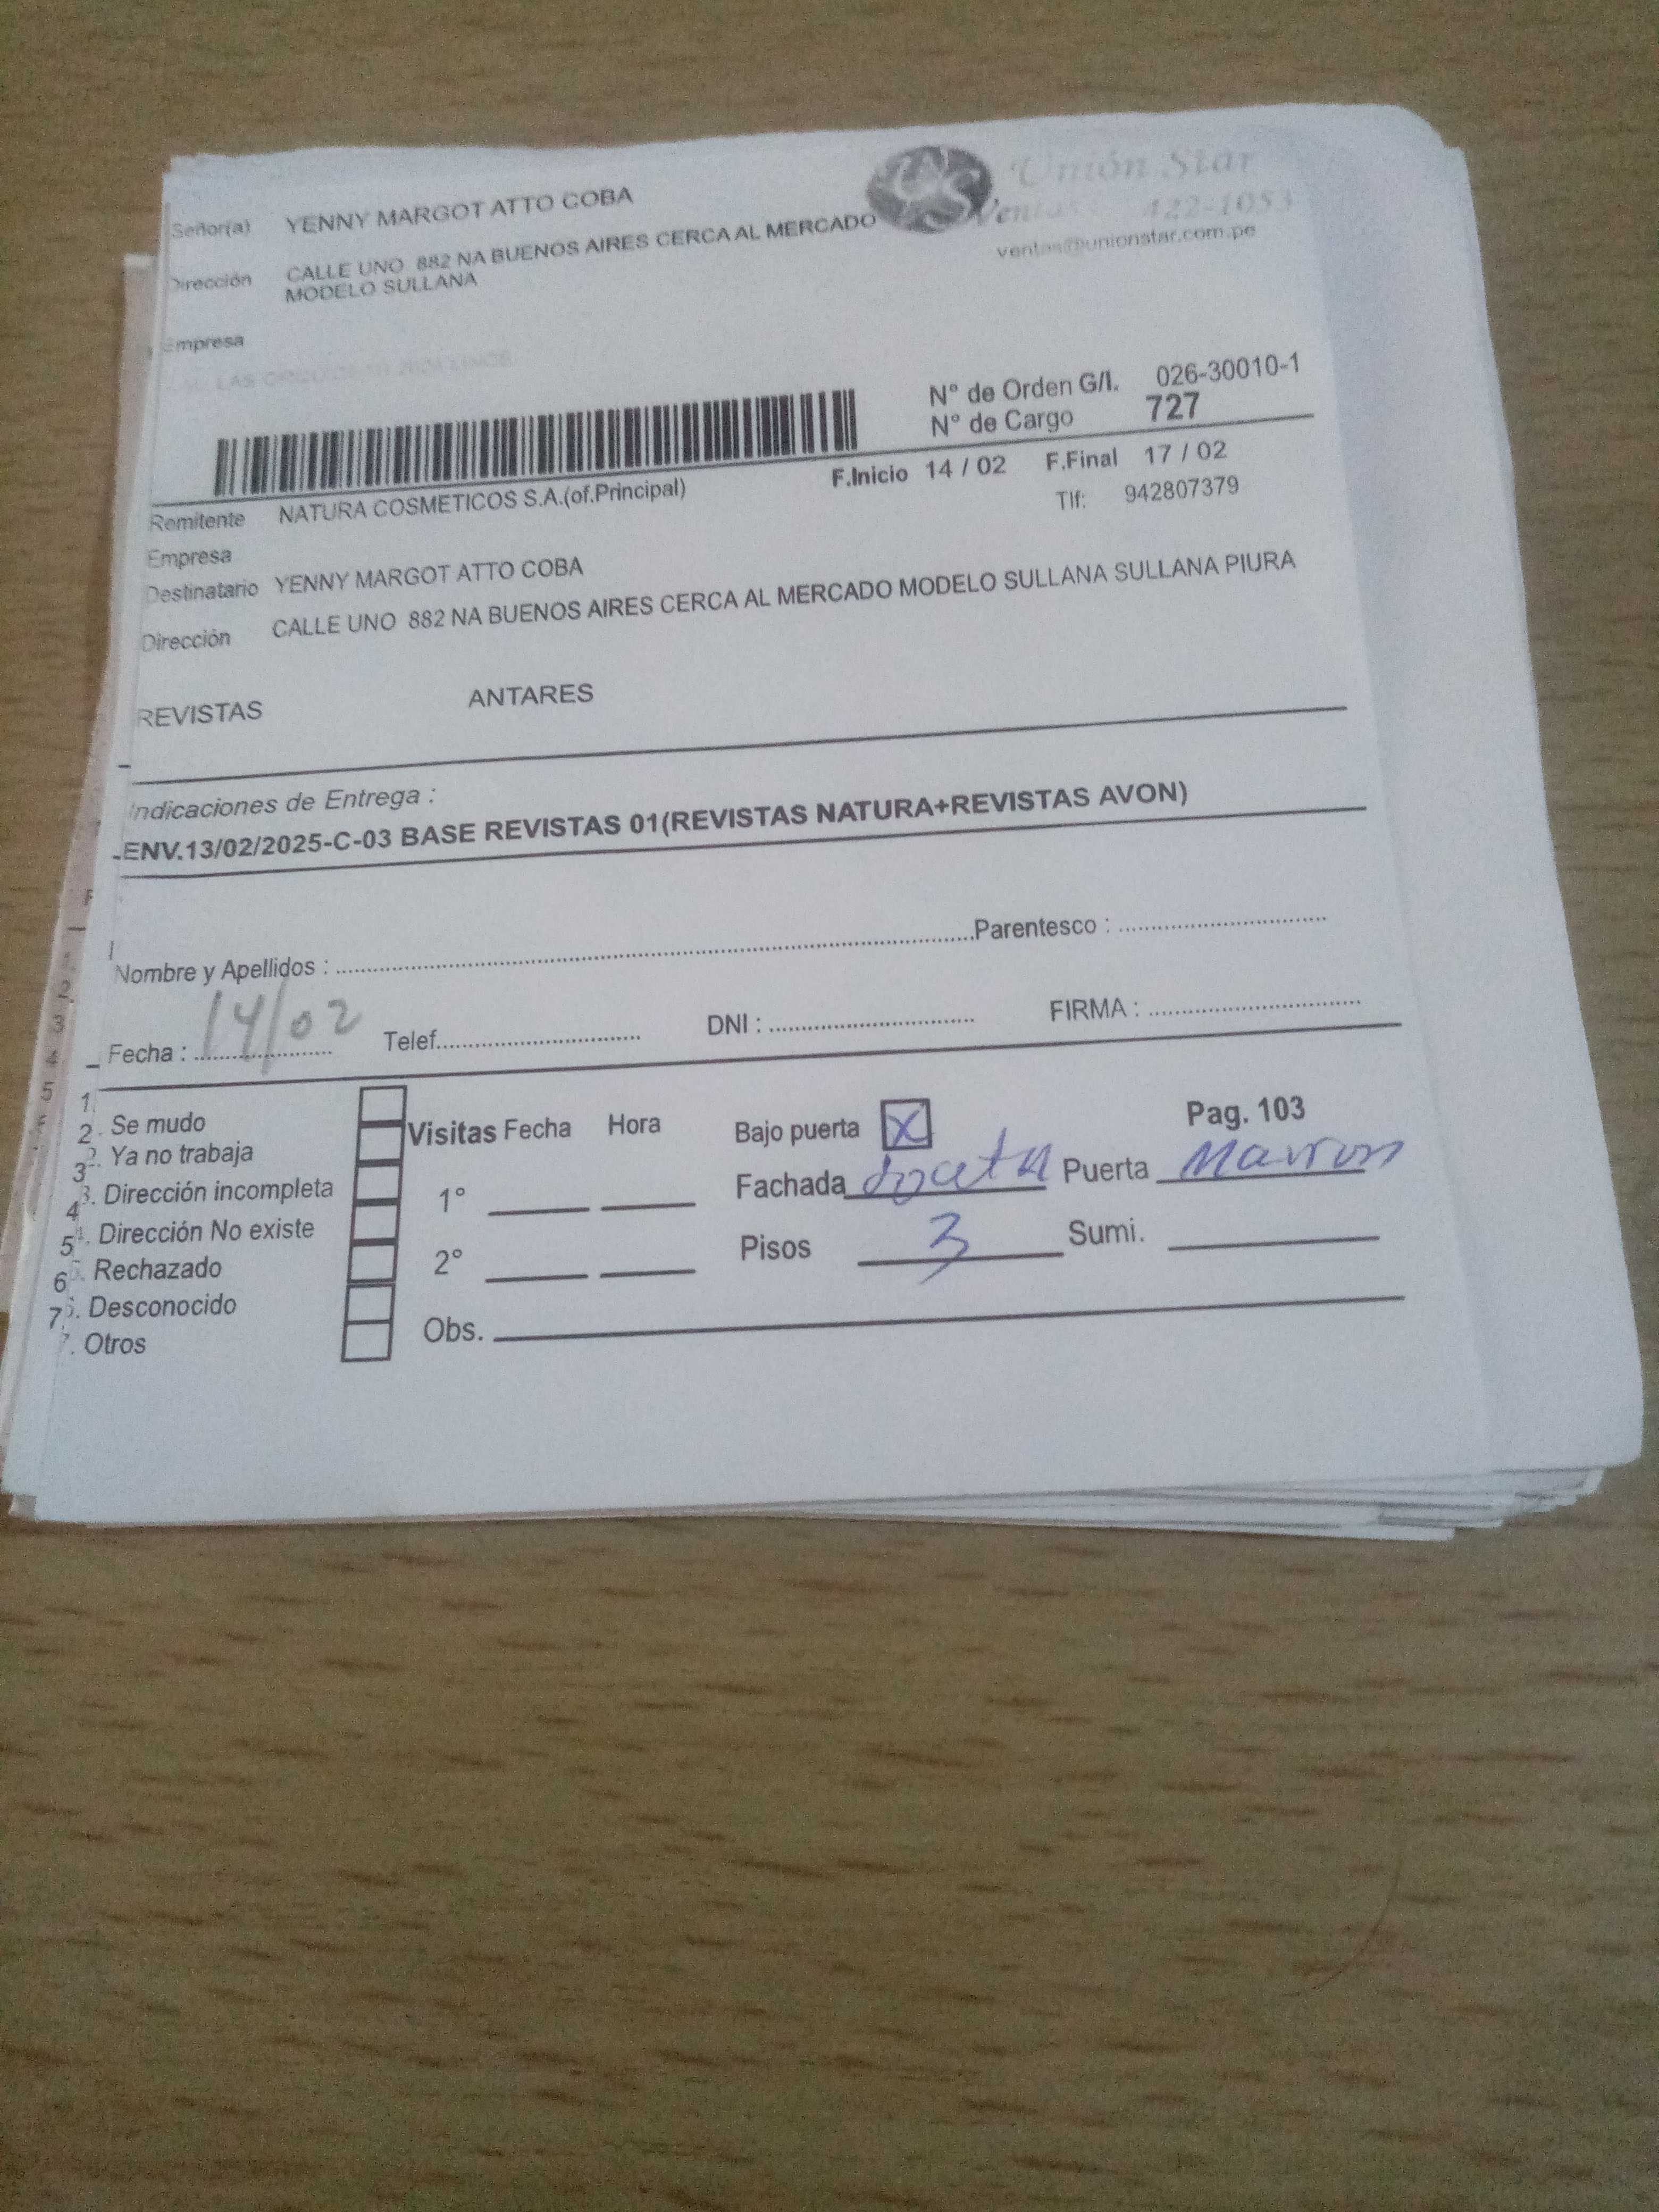 Señor(a) YENNY MARGOT ATTO COBA
Unión Star
Dirección CALLE UNO 882 NA BUENOS AIRES CERCA AL MERCADO
MODELO SULLANA
Ventas 422-1053
ventas@unionstar.com.pe
Empresa
N° de Orden G/I. 026-30010-1
N° de Cargo 727
F.Inicio 14 / 02 F.Final 17 / 02
Remitente NATURA COSMETICOS S.A.(of.Principal)
Tlf: 942807379
Empresa
Destinatario YENNY MARGOT ATTO COBA
Dirección CALLE UNO 882 NA BUENOS AIRES CERCA AL MERCADO MODELO SULLANA SULLANA PIURA
REVISTAS ANTARES
Indicaciones de Entrega :
ENV.13/02/2025-C-03 BASE REVISTAS 01(REVISTAS NATURA+REVISTAS AVON)
Nombre y Apellidos : Parentesco :
Fecha : 14/02 Telef. DNI : FIRMA :
1. Se mudo
2. Ya no trabaja
3. Dirección incompleta
4. Dirección No existe
5. Rechazado
6. Desconocido
7. Otros
Visitas Fecha Hora
1°
2°
Obs.
Bajo puerta X Pag. 103
Fachada Puerta Marron
Pisos 3 Sumi.